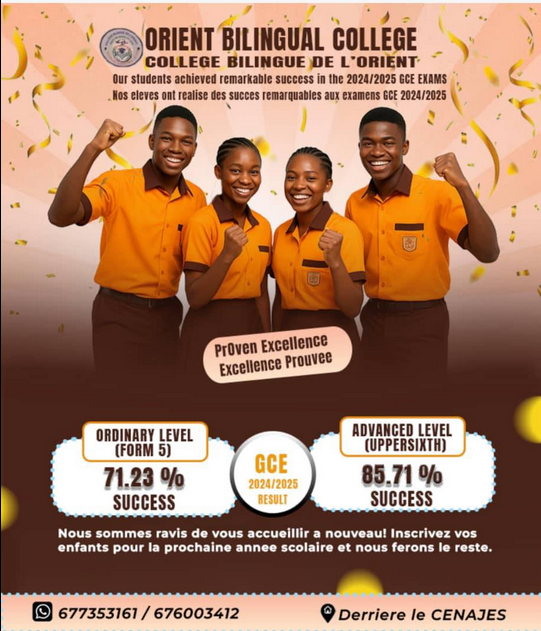 ORIENT BILINGUAL COLLEGE
COLLEGE BILINGUE DE L'ORIENT
Our students achieved remarkable success in the 2024/2025 GCE EXAMS
Nos eleves ont realise des succes remarquables aux examens GCE 2024/2025
Pr0ven Excellence
Excellence Prouvee
ORDINARY LEVEL
(FORM 5)
71.23 %
SUCCESS
GCE
2024/2025
RESULT
ADVANCED LEVEL
(UPPERSIXTH)
85.71 %
SUCCESS
Nous sommes ravis de vous accueillir a nouveau! Inscrivez vos
enfants pour la prochaine annee scolaire et nous ferons le reste.
677353161 / 676003412
Derriere le CENAJES